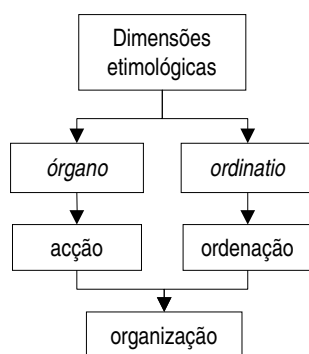 Dimensões
etimológicas
órgano
ordinatio
acção
ordenação
organização